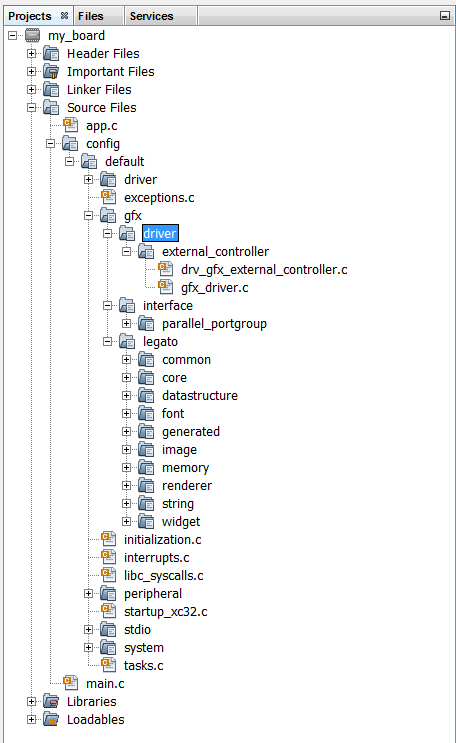 Projects Files Services
my_board
Header Files
Important Files
Linker Files
Source Files
app.c
config
default
driver
exceptions.c
gfx
driver
external_controller
drv_gfx_external_controller.c
gfx_driver.c
interface
parallel_portgroup
legato
common
core
datastructure
font
generated
image
memory
renderer
string
widget
initialization.c
interrupts.c
libc_syscalls.c
peripheral
startup_xc32.c
stdio
system
tasks.c
main.c
Libraries
Loadables